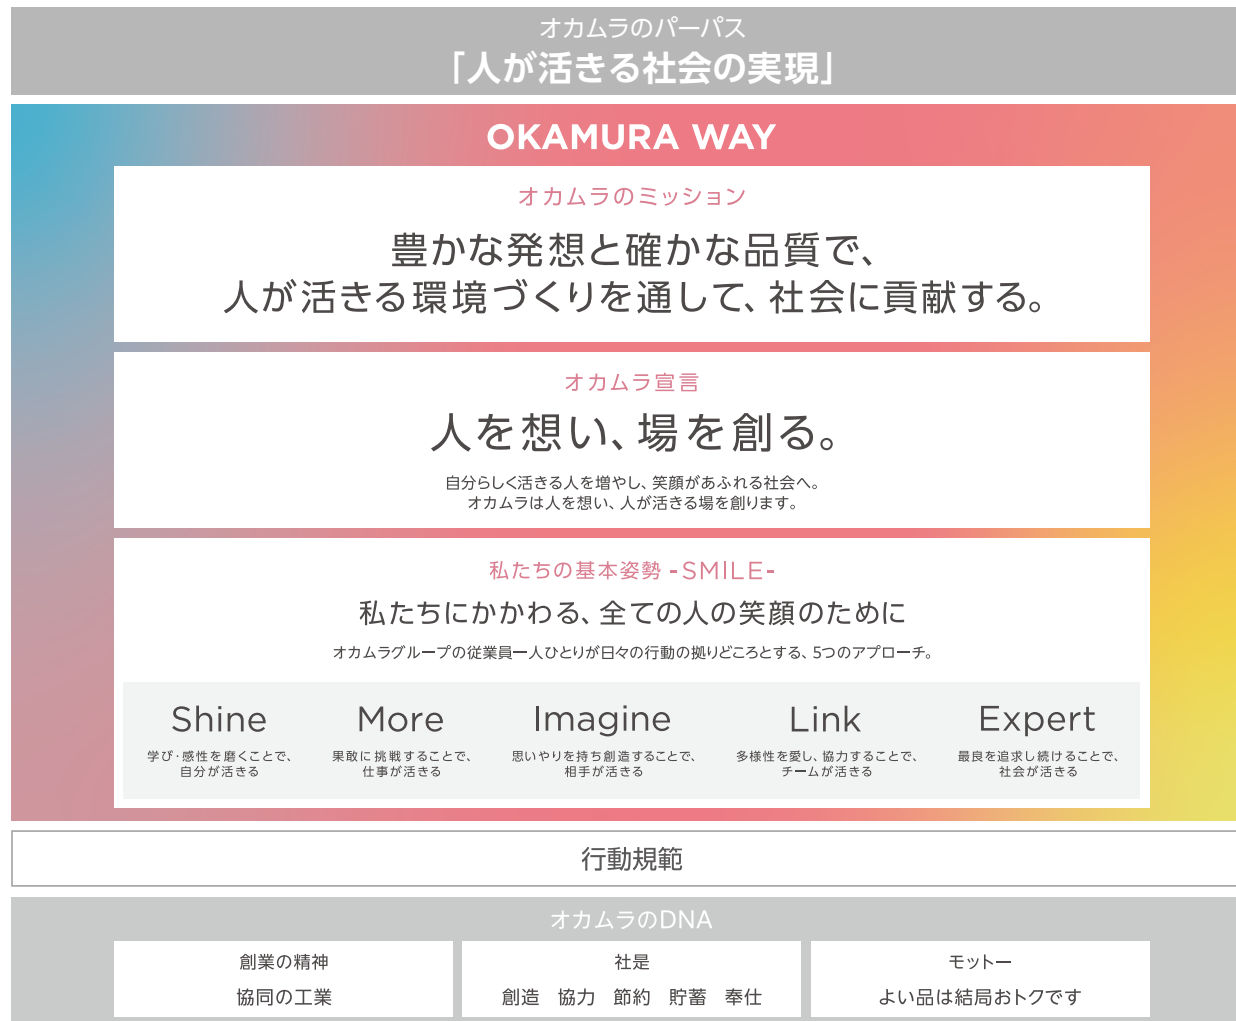 オカムラのパーパス
「人が活きる社会の実現」
OKAMURA WAY
オカムラのミッション
豊かな発想と確かな品質で、
人が活きる環境づくりを通して、社会に貢献する。
オカムラ宣言
人を想い、場を創る。
自分らしく活きる人を増やし、笑顔があふれる社会へ。
オカムラは人を想い、人が活きる場を創ります。
私たちの基本姿勢 -SMILE-
私たちにかかわる、全ての人の笑顔のために
オカムラグループの従業員一人ひとりが日々の行動の拠りどころとする、5つのアプローチ。
Shine
学び・感性を磨くことで、
自分が活きる
More
果敢に挑戦することで、
仕事が活きる
Imagine
思いやりを持ち創造することで、
相手が活きる
Link
多様性を愛し、協力することで、
チームが活きる
Expert
最良を追求し続けることで、
社会が活きる
行動規範
オカムラのDNA
創業の精神
協同の工業
社是
創造 協力 節約 貯蓄 奉仕
モットー
よい品は結局おトクです